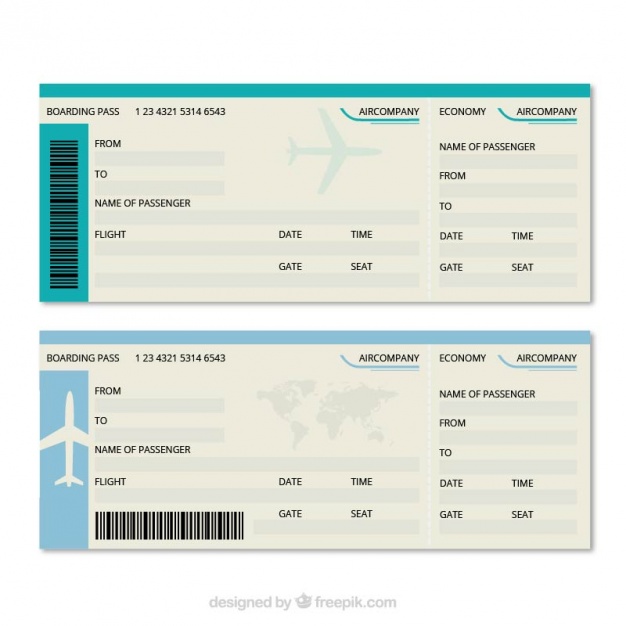 BOARDING PASS 1 23 4321 5314 6543 AIRCOMPANY ECONOMY AIRCOMPANY
FROM
TO
NAME OF PASSENGER
FLIGHT DATE TIME
GATE SEAT
NAME OF PASSENGER
FROM
TO
DATE TIME
GATE SEAT
BOARDING PASS 1 23 4321 5314 6543 AIRCOMPANY ECONOMY AIRCOMPANY
FROM
TO
NAME OF PASSENGER
FLIGHT DATE TIME
GATE SEAT
NAME OF PASSENGER
FROM
TO
DATE TIME
GATE SEAT
designed by freepik.com